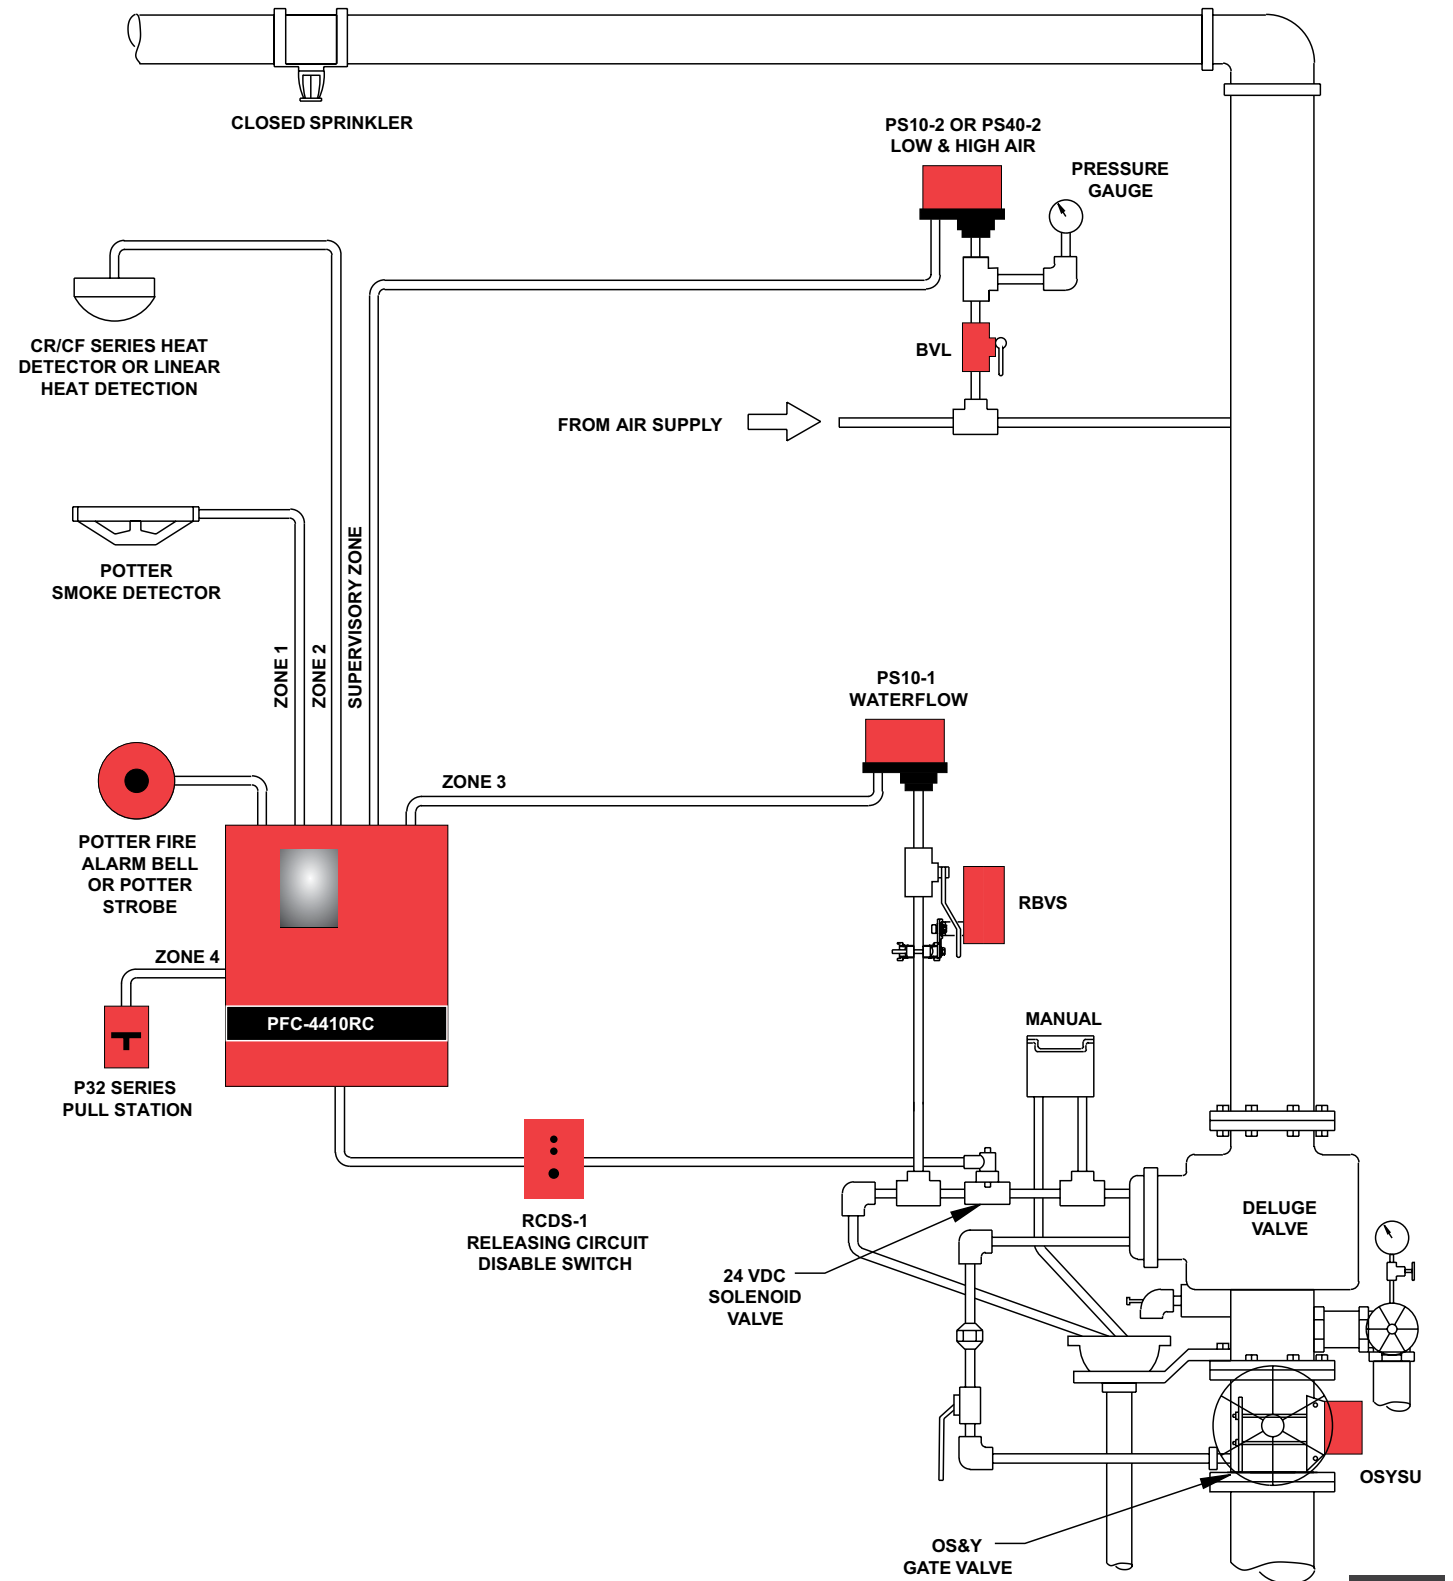 CLOSED SPRINKLER
PS10-2 OR PS40-2
LOW & HIGH AIR
PRESSURE
GAUGE
CR/CF SERIES HEAT
DETECTOR OR LINEAR
HEAT DETECTION
BVL
FROM AIR SUPPLY
POTTER
SMOKE DETECTOR
ZONE 1
ZONE 2
SUPERVISORY ZONE
PS10-1
WATERFLOW
ZONE 3
POTTER FIRE
ALARM BELL
OR POTTER
STROBE
RBVS
ZONE 4
PFC-4410RC
MANUAL
P32 SERIES
PULL STATION
RCDS-1
RELEASING CIRCUIT
DISABLE SWITCH
DELUGE
VALVE
24 VDC
SOLENOID
VALVE
OSYSU
OS&Y
GATE VALVE